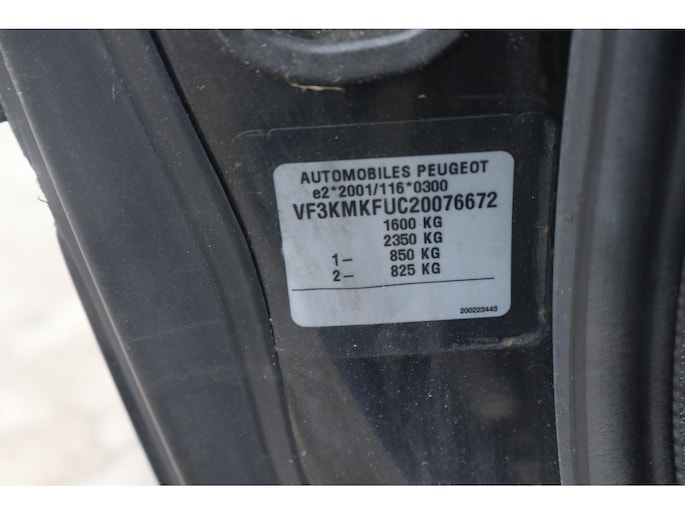 AUTOMOBILES PEUGEOT
e2*2001/116*0300
VF3KMKFUC20076672
1600 KG
2350 KG
1— 850 KG
2— 825 KG
200223443